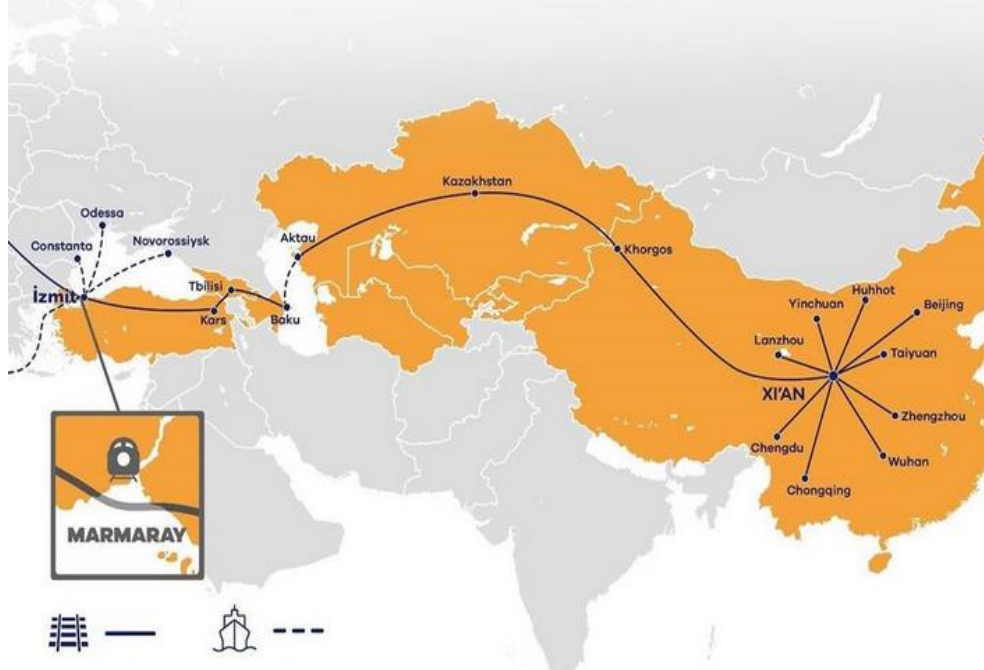 Kazakhstan
Odessa
Constanta
Novorossiysk
Aktau
Khorgos
İzmit
Tbilisi
Kars
Baku
Huhhot
Yinchuan
Beijing
Lanzhou
Taiyuan
XI'AN
Zhengzhou
Chengdu
Wuhan
Chongqing
MARMARAY